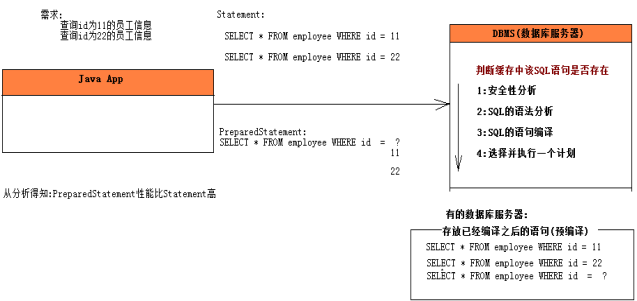 需求:
查询id为11的员工信息
查询id为22的员工信息
Statement:
SELECT * FROM employee WHERE id = 11
SELECT * FROM employee WHERE id = 22
Java App
PreparedStatement:
SELECT * FROM employee WHERE id = ?
11
22
从分析得知:PreparedStatement性能比Statement高
DBMS(数据库服务器)
判断缓存中该SQL语句是否存在
1:安全性分析
2:SQL的语法分析
3:SQL的语句编译
4:选择并执行一个计划
有的数据库服务器:
存放已经编译之后的语句(预编译)
SELECT * FROM employee WHERE id = 11
SELECT * FROM employee WHERE id = 22
SELECT * FROM employee WHERE id = ?